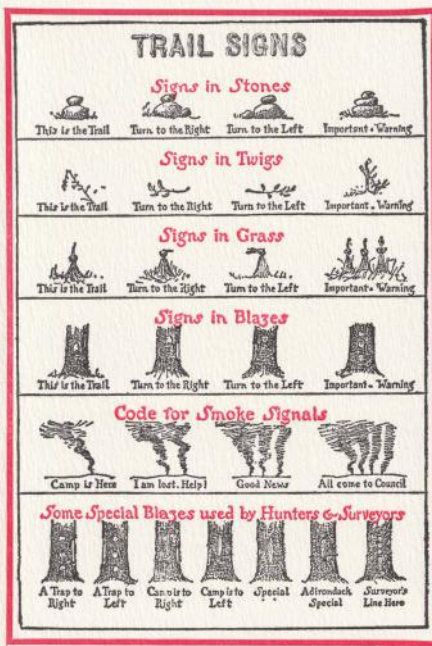 TRAIL SIGNS
Signs in Stones
This is the Trail Turn to the Right Turn to the Left Important - Warning
Signs in Twigs
This is the Trail Turn to the Right Turn to the Left Important - Warning
Signs in Grass
This is the Trail Turn to the Right Turn to the Left Important - Warning
Signs in Blazes
This is the Trail Turn to the Right Turn to the Left Important - Warning
Code for Smoke Signals
Camp is Here I am lost. Help! Good News All come to Council
Some Special Blazes used by Hunters & Surveyors
A Trap to Right
A Trap to Left
Camp is to Right
Camp is to Left
Special
Adirondack Special
Surveyor's Line Here